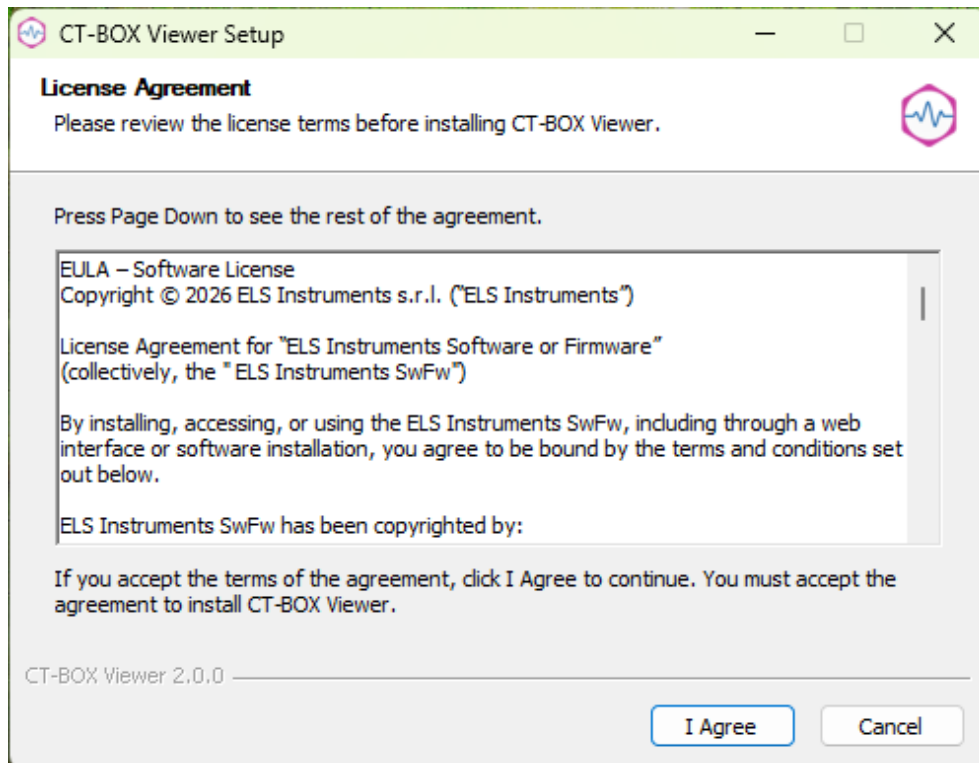 CT-BOX Viewer Setup
License Agreement
Please review the license terms before installing CT-BOX Viewer.
Press Page Down to see the rest of the agreement.
EULA – Software License
Copyright © 2026 ELS Instruments s.r.l. ("ELS Instruments")
License Agreement for "ELS Instruments Software or Firmware"
(collectively, the " ELS Instruments SwFw")
By installing, accessing, or using the ELS Instruments SwFw, including through a web
interface or software installation, you agree to be bound by the terms and conditions set
out below.
ELS Instruments SwFw has been copyrighted by:
If you accept the terms of the agreement, click I Agree to continue. You must accept the
agreement to install CT-BOX Viewer.
CT-BOX Viewer 2.0.0
I Agree
Cancel